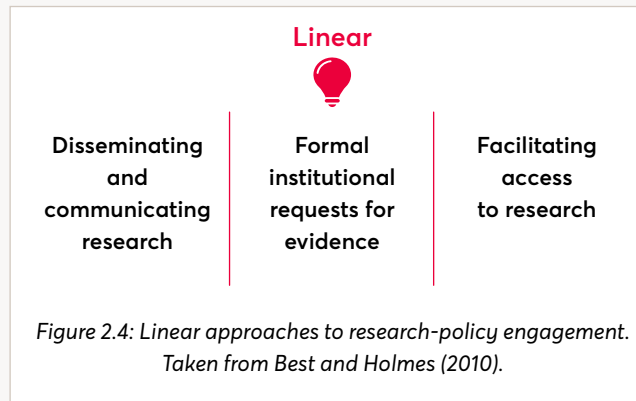 Linear
Disseminating
and
communicating
research
Formal
institutional
requests for
evidence
Facilitating
access
to research
Figure 2.4: Linear approaches to research-policy engagement.
Taken from Best and Holmes (2010).